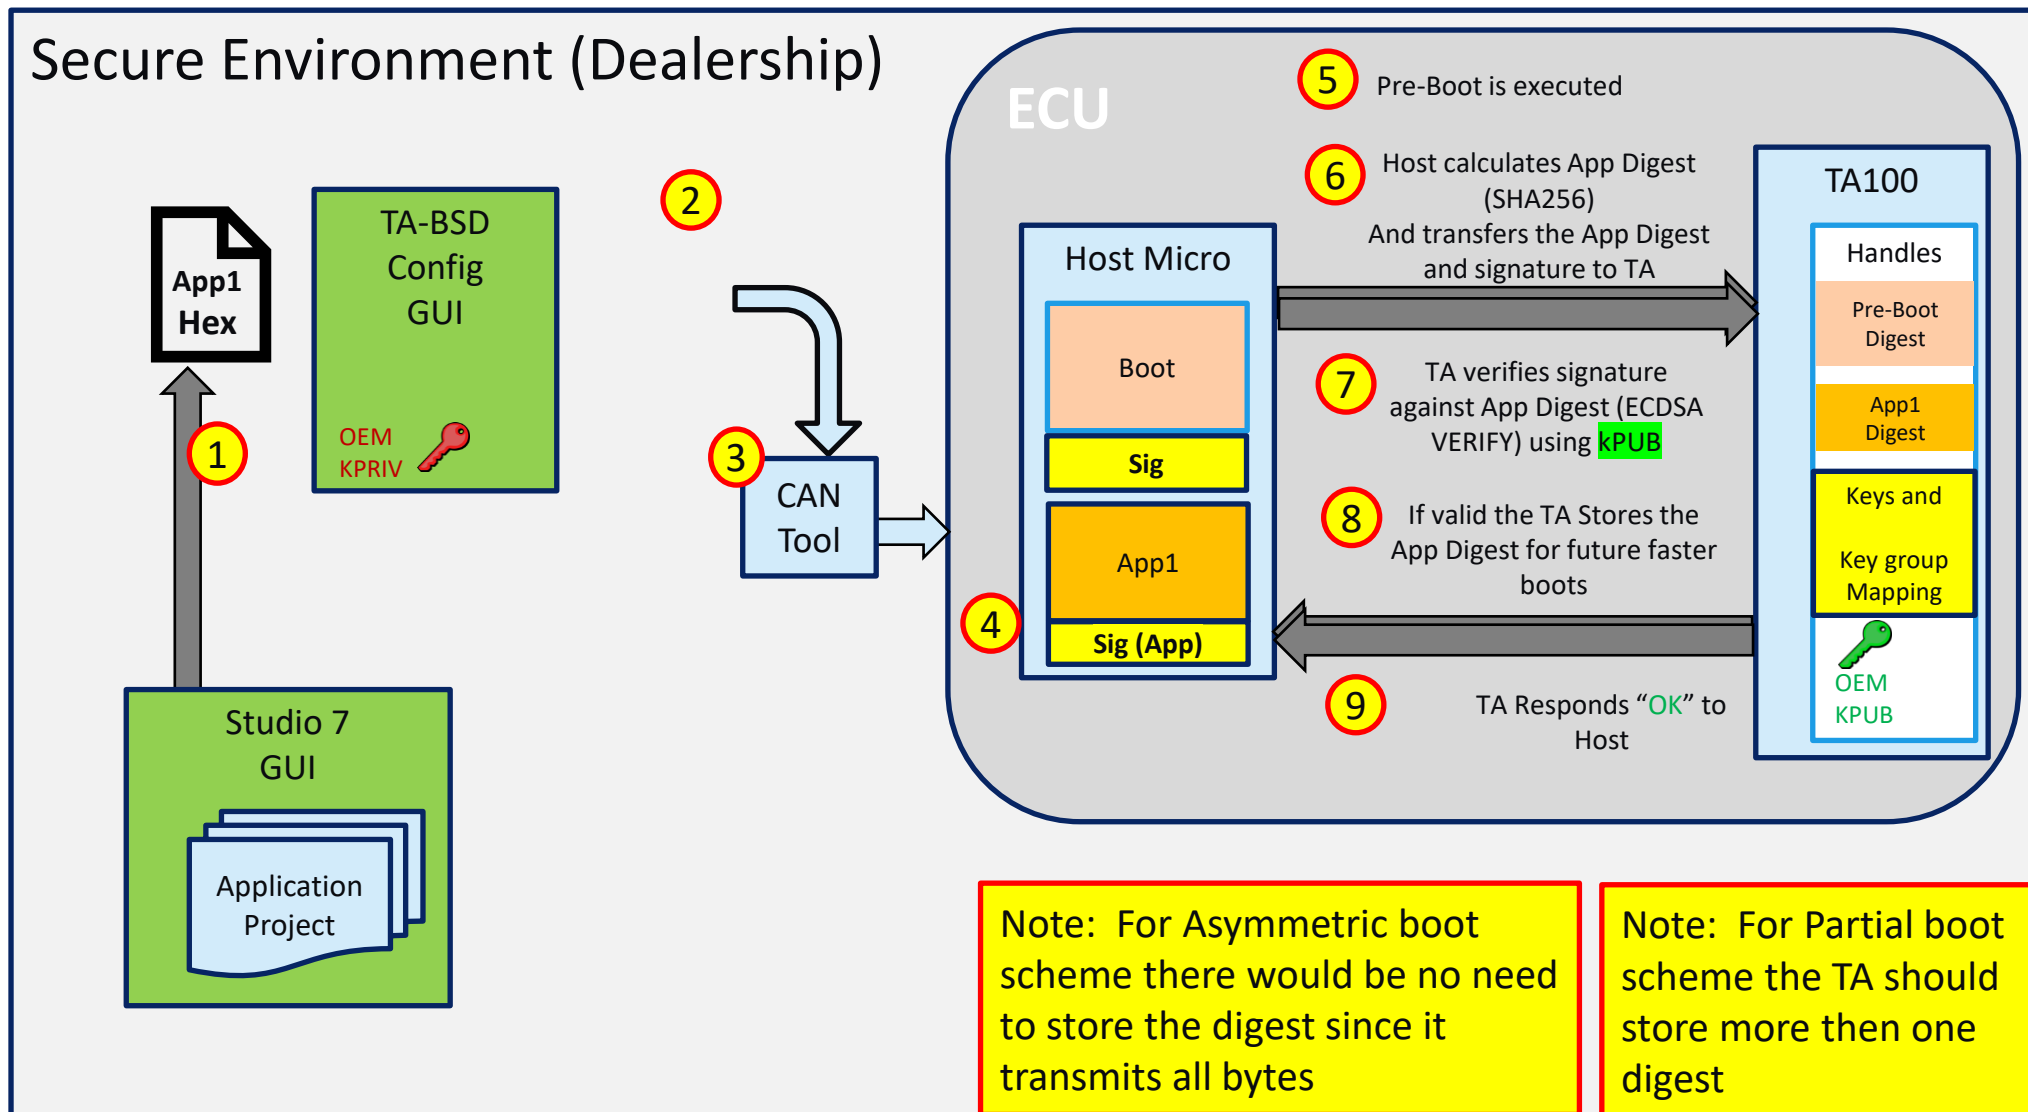 Secure Environment (Dealership)
ECU
1
App1
Hex
TA-BSD
Config
GUI
OEM
KPRIV
Studio 7
GUI
Application
Project
2
3
CAN
Tool
4
Host Micro
Boot
Sig
App1
Sig (App)
5
Pre-Boot is executed
6
Host calculates App Digest
(SHA256)
And transfers the App Digest
and signature to TA
7
TA verifies signature
against App Digest (ECDSA
VERIFY) using kPUB
8
If valid the TA Stores the
App Digest for future faster
boots
9
TA Responds “OK” to
Host
TA100
Handles
Pre-Boot
Digest
App1
Digest
Keys and
Key group
Mapping
OEM
KPUB
Note:  For Asymmetric boot
scheme there would be no need
to store the digest since it
transmits all bytes
Note:  For Partial boot
scheme the TA should
store more then one
digest